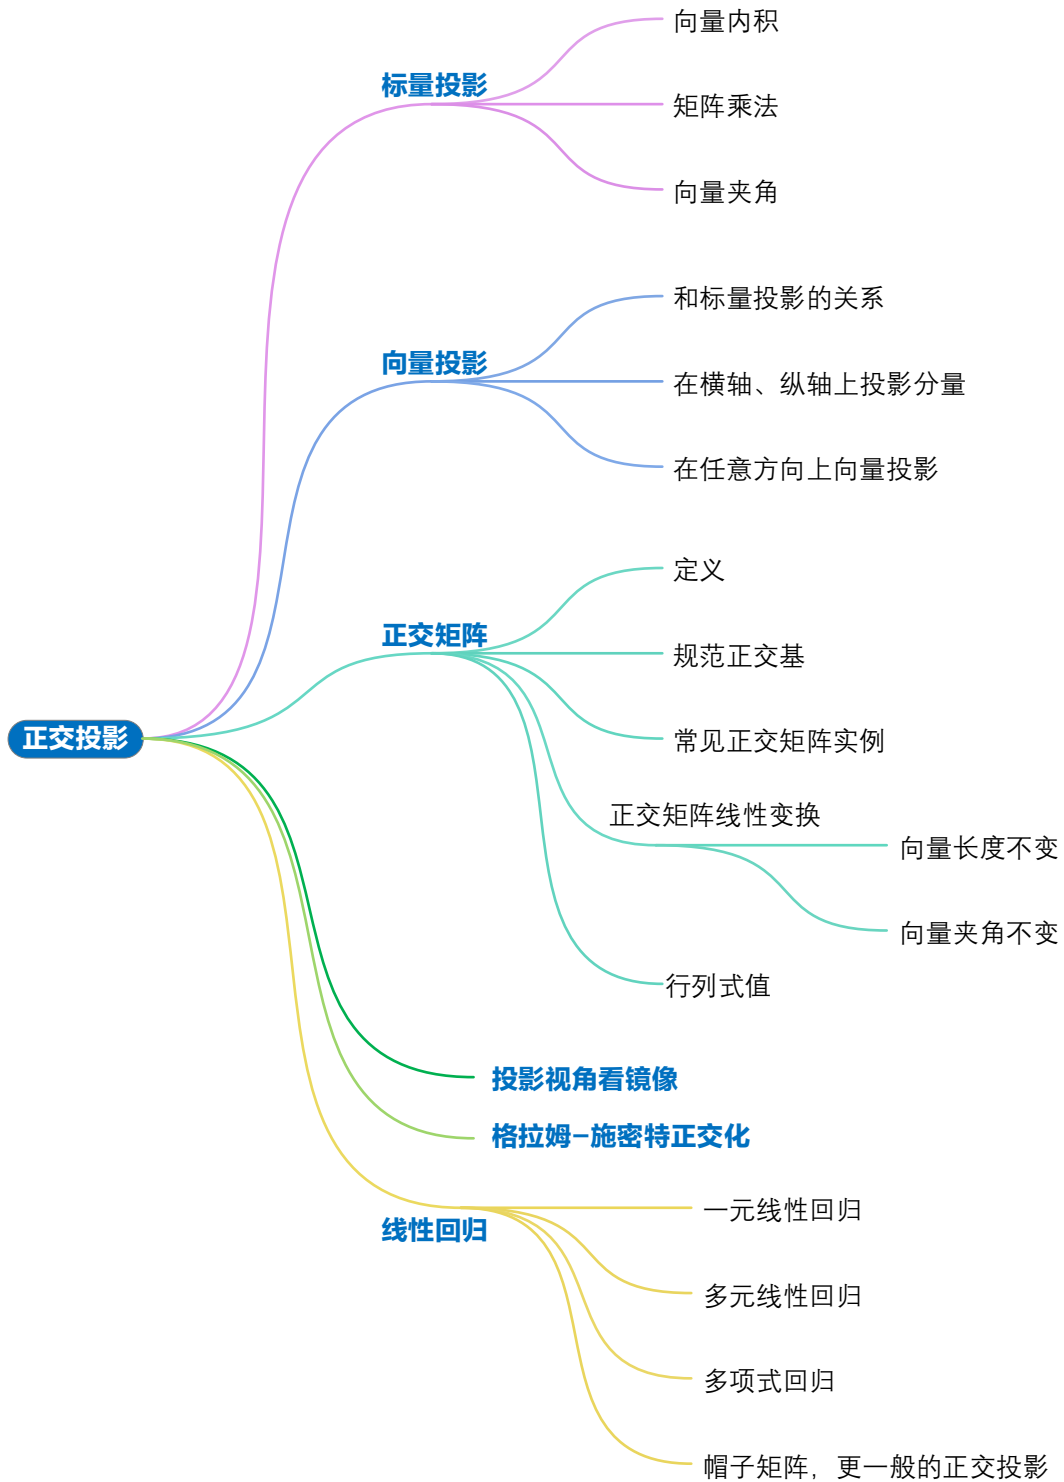 正交投影
标量投影
向量内积
矩阵乘法
向量夹角
向量投影
和标量投影的关系
在横轴、纵轴上投影分量
在任意方向上向量投影
正交矩阵
定义
规范正交基
常见正交矩阵实例
正交矩阵线性变换
向量长度不变
向量夹角不变
行列式值
投影视角看镜像
格拉姆-施密特正交化
线性回归
一元线性回归
多元线性回归
多项式回归
帽子矩阵，更一般的正交投影